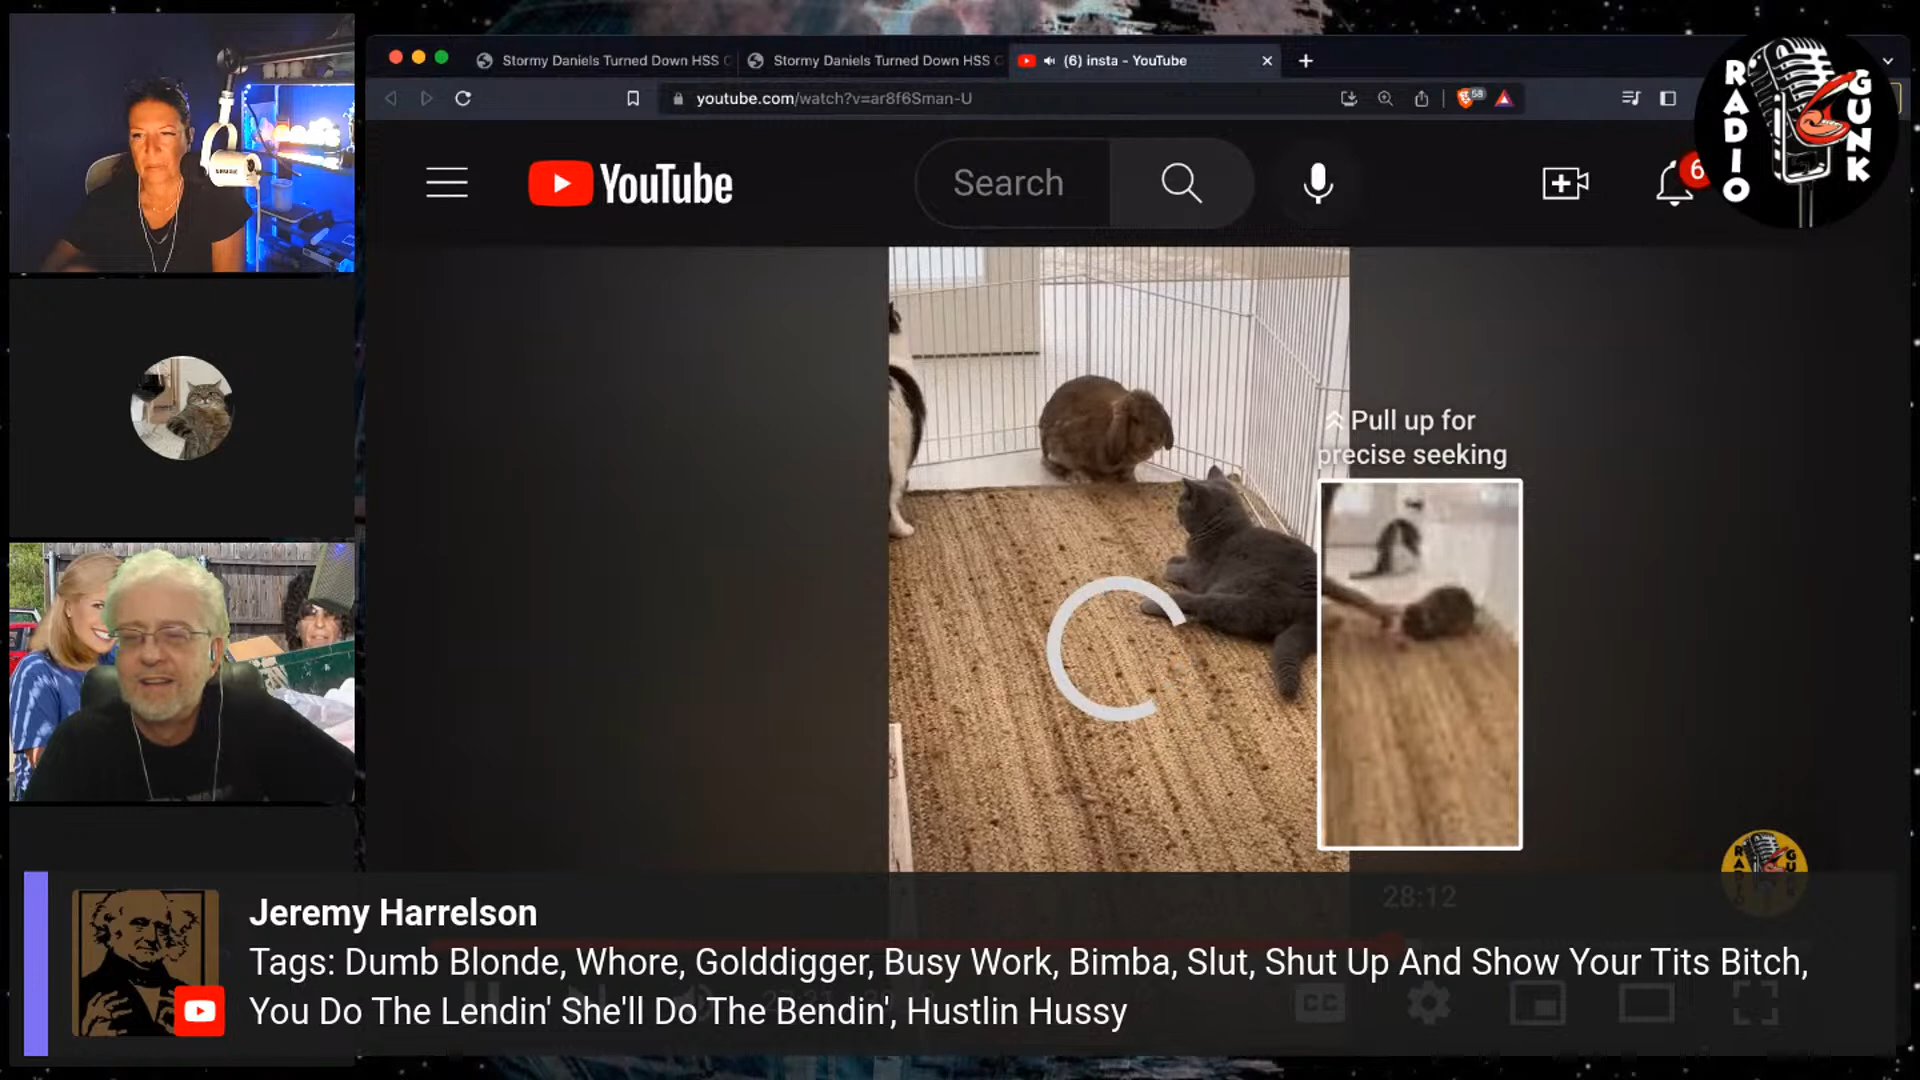 Stormy Daniels Turned Down HSS
Stormy Daniels Turned Down HSS
(6) insta - YouTube
youtube.com/watch?v=ar8f6Sman-U
58
YouTube
Search
6
RADIO GUNK
SHURE
Pull up for
precise seeking
28:12
Jeremy Harrelson
Tags: Dumb Blonde, Whore, Golddigger, Busy Work, Bimba, Slut, Shut Up And Show Your Tits Bitch,
You Do The Lendin' She'll Do The Bendin', Hustlin Hussy
CC